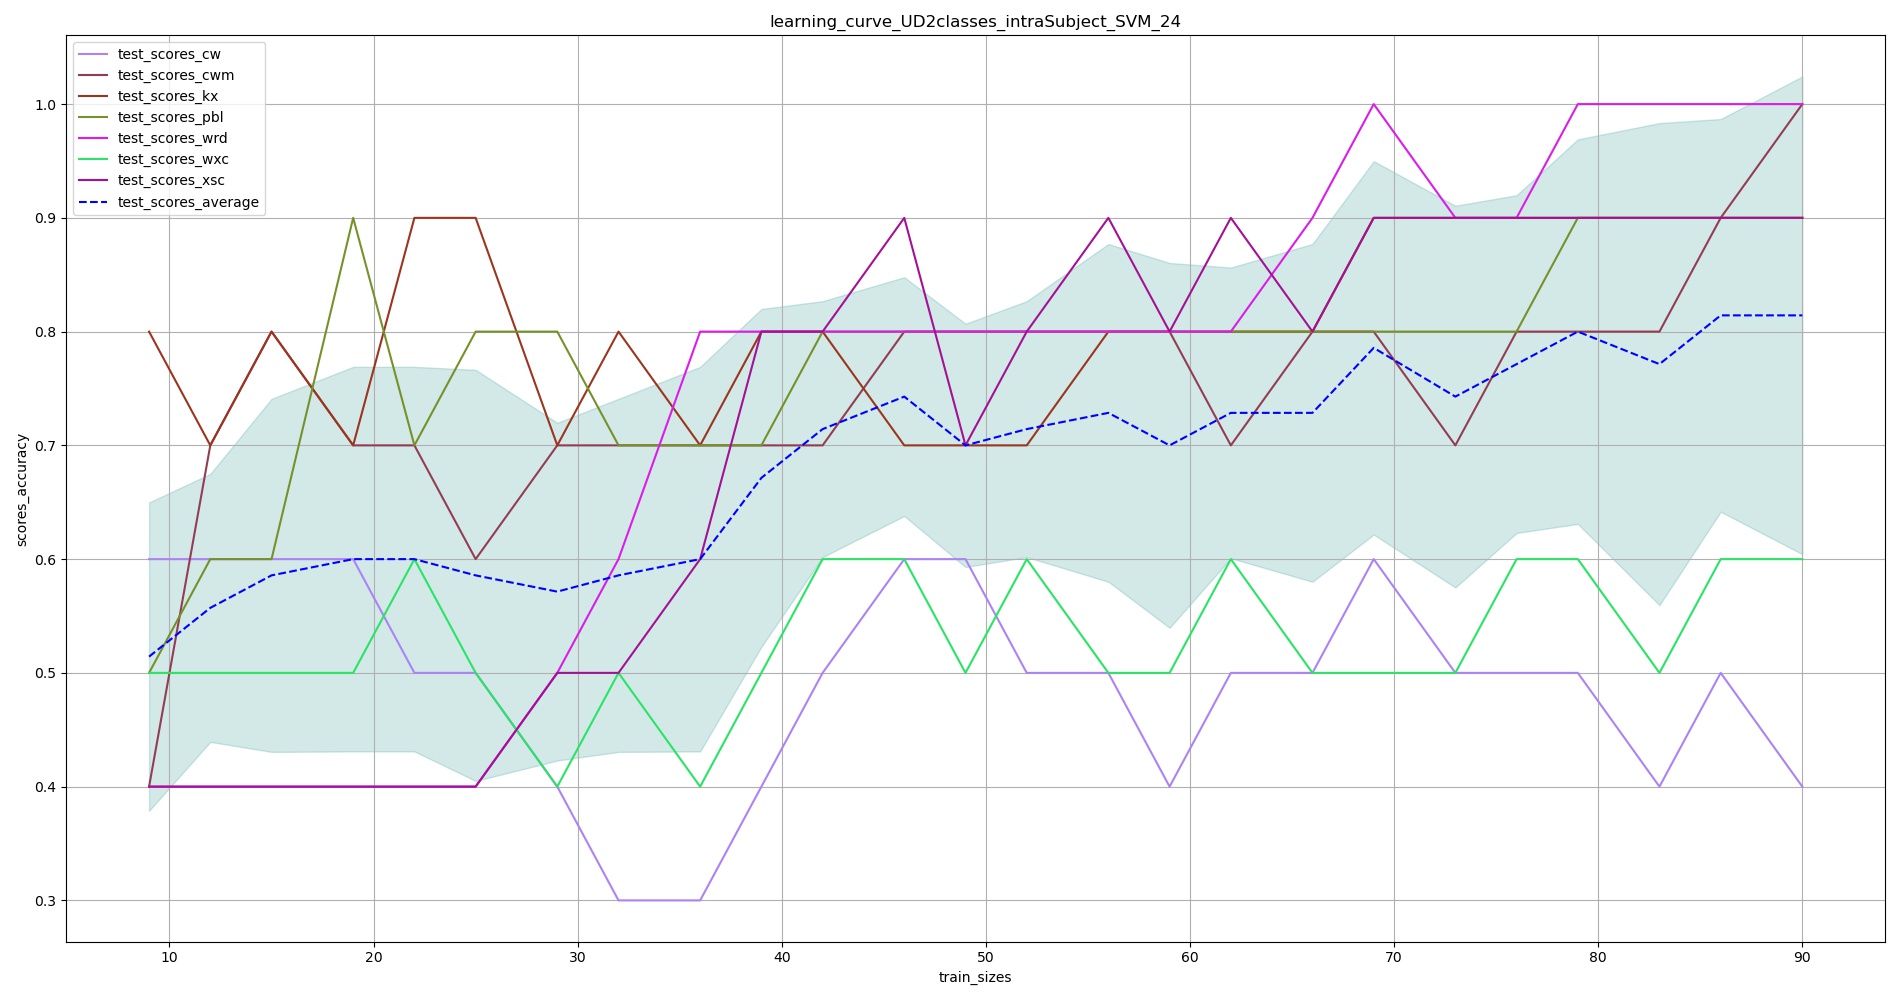 learning_curve_UD2classes_intraSubject_SVM_24
test_scores_cw
test_scores_cwm
test_scores_kx
test_scores_pbl
test_scores_wrd
test_scores_wxc
test_scores_xsc
test_scores_average
scores_accuracy
1.0
0.9
0.8
0.7
0.6
0.5
0.4
0.3
10 20 30 40 50 60 70 80 90
train_sizes